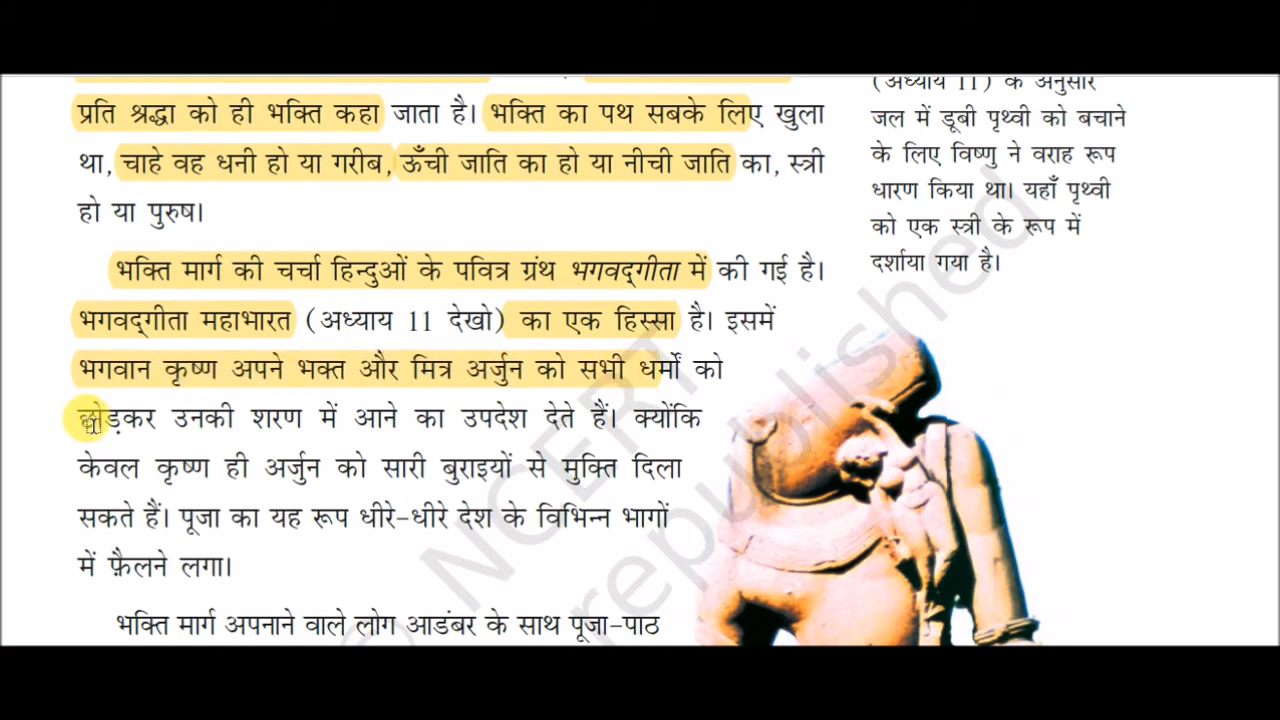 प्रति श्रद्धा को ही भक्ति कहा जाता है। भक्ति का पथ सबके लिए खुला
था, चाहे वह धनी हो या गरीब, ऊँची जाति का हो या नीची जाति का, स्त्री
हो या पुरुष।
भक्ति मार्ग की चर्चा हिन्दुओं के पवित्र ग्रंथ भगवद्‌गीता में की गई है।
भगवद्‌गीता महाभारत (अध्याय 11 देखो) का एक हिस्सा है। इसमें
भगवान कृष्ण अपने भक्त और मित्र अर्जुन को सभी धर्मों को
छोड़कर उनकी शरण में आने का उपदेश देते हैं। क्योंकि
केवल कृष्ण ही अर्जुन को सारी बुराइयों से मुक्ति दिला
सकते हैं। पूजा का यह रूप धीरे-धीरे देश के विभिन्न भागों
में फ़ैलने लगा।
भक्ति मार्ग अपनाने वाले लोग आडंबर के साथ पूजा-पाठ
(अध्याय 11) के अनुसार
जल में डूबी पृथ्वी को बचाने
के लिए विष्णु ने वराह रूप
धारण किया था। यहाँ पृथ्वी
को एक स्त्री के रूप में
दर्शाया गया है।
© NCERT
republished